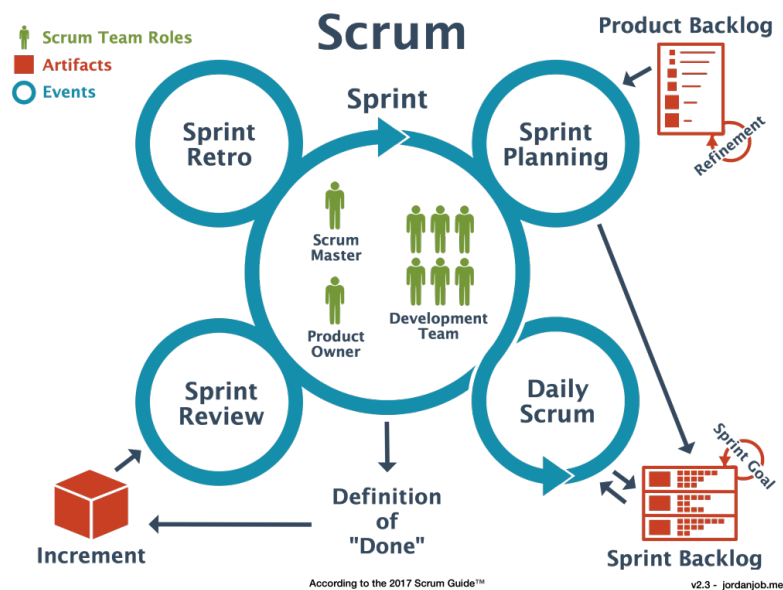 Scrum
Scrum Team Roles
Artifacts
Events
Product Backlog
Refinement
Sprint
Sprint
Retro
Sprint
Planning
Scrum
Master
Product
Owner
Development
Team
Sprint
Review
Daily
Scrum
Sprint Goal
Definition
of
"Done"
Increment
Sprint Backlog
According to the 2017 Scrum Guide™
v2.3 - jordanjob.me